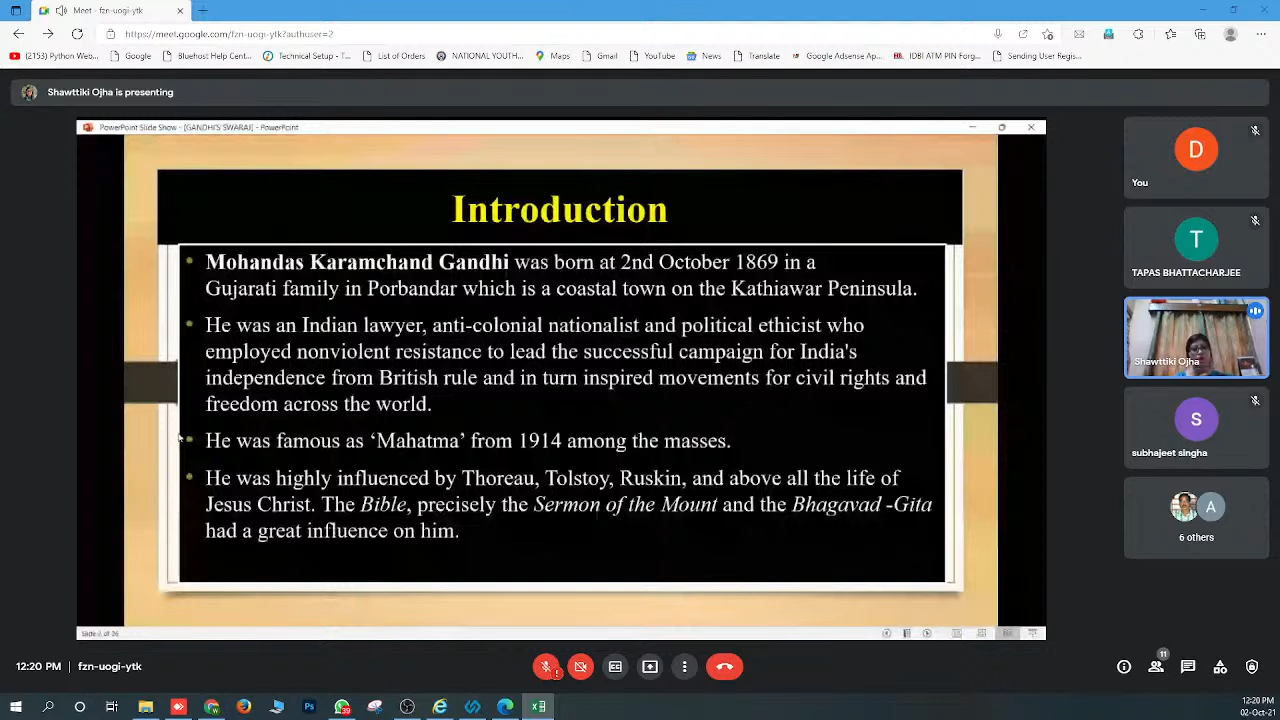 Meet - fzn-uogi-ytk
https://meet.google.com/fzn-uogi-ytk?authuser=2
(2153) Python Web... Google Bluehost Help Cent... Technical Setup - T... List of Orders NATIONAL YOUTH... Maps Gmail YouTube News Translate Google Adsense Ap... IDBI ATM PIN Forg... Sending User Regis...
Shawttiki Ojha is presenting
PowerPoint Slide Show - [GANDHI'S SWARAJ] - PowerPoint
Introduction
Mohandas Karamchand Gandhi was born at 2nd October 1869 in a
Gujarati family in Porbandar which is a coastal town on the Kathiawar Peninsula.
He was an Indian lawyer, anti-colonial nationalist and political ethicist who
employed nonviolent resistance to lead the successful campaign for India's
independence from British rule and in turn inspired movements for civil rights and
freedom across the world.
He was famous as ‘Mahatma’ from 1914 among the masses.
He was highly influenced by Thoreau, Tolstoy, Ruskin, and above all the life of
Jesus Christ. The Bible, precisely the Sermon of the Mount and the Bhagavad -Gita
had a great influence on him.
Slide 2 of 26
D
You
T
TAPAS BHATTACHARJEE
Shawttiki Ojha
S
subhajeet singha
A
6 others
12:20 PM | fzn-uogi-ytk
11
39
12:20 PM
02-Oct-21